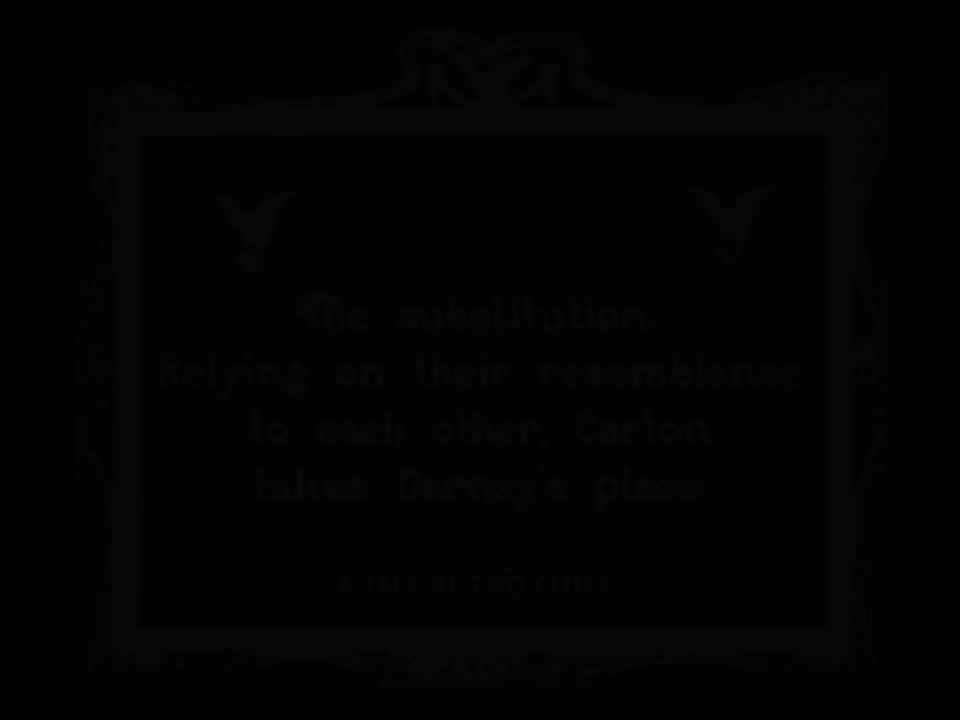 The substitution.
Relying on their resemblance
to each other, Carton
takes Darnay's place
A TALE OF TWO CITIES